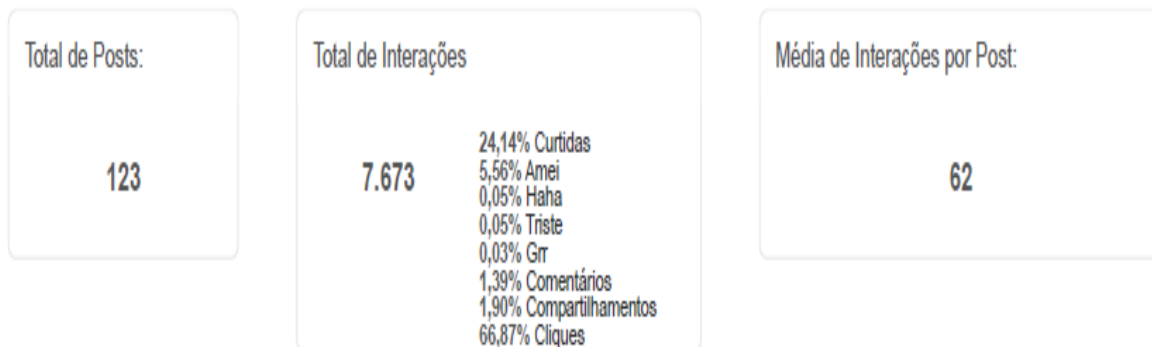 Total de Posts:
123
Total de Interações
7.673
24,14% Curtidas
5,56% Amei
0,05% Haha
0,05% Triste
0,03% Grr
1,39% Comentários
1,90% Compartilhamentos
66,87% Cliques
Média de Interações por Post:
62